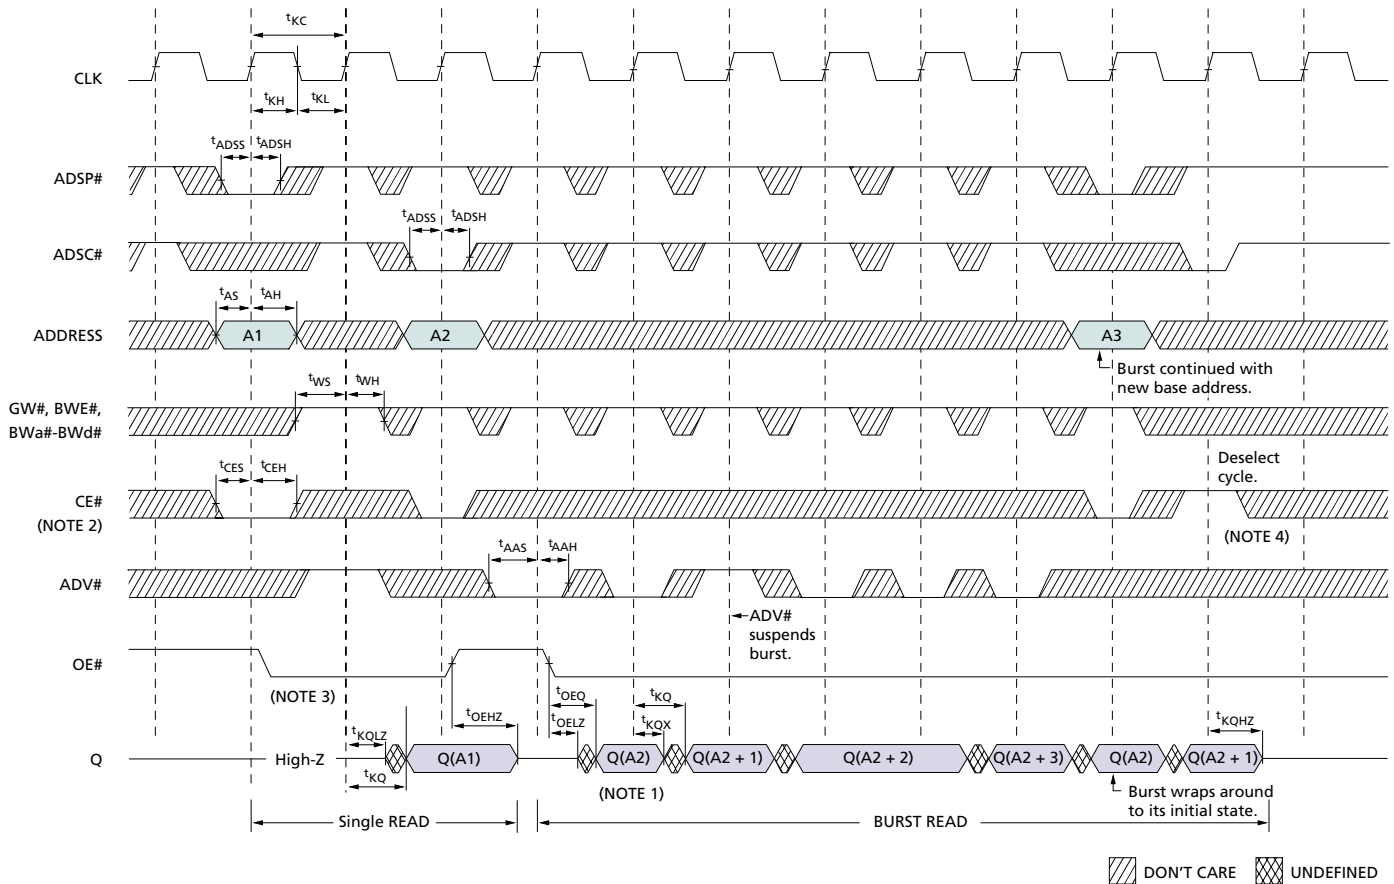 tKC
CLK
tKH tKL
tADSS tADSH
ADSP#
tADSS tADSH
ADSC#
tAS tAH
ADDRESS A1 A2 A3
Burst continued with
new base address.
tWS tWH
GW#, BWE#,
BWa#-BWd#
Deselect
cycle.
tCES tCEH
CE#
(NOTE 2)
(NOTE 4)
tAAS tAAH
ADV#
ADV#
suspends
burst.
OE#
(NOTE 3)
tOEHZ tOEQ tOELZ tKQ tKQX tKQHZ
tKQLZ
Q High-Z Q(A1) Q(A2) Q(A2 + 1) Q(A2 + 2) Q(A2 + 3) Q(A2) Q(A2 + 1)
tKQ
(NOTE 1)
Burst wraps around
to its initial state.
Single READ BURST READ
DON'T CARE UNDEFINED